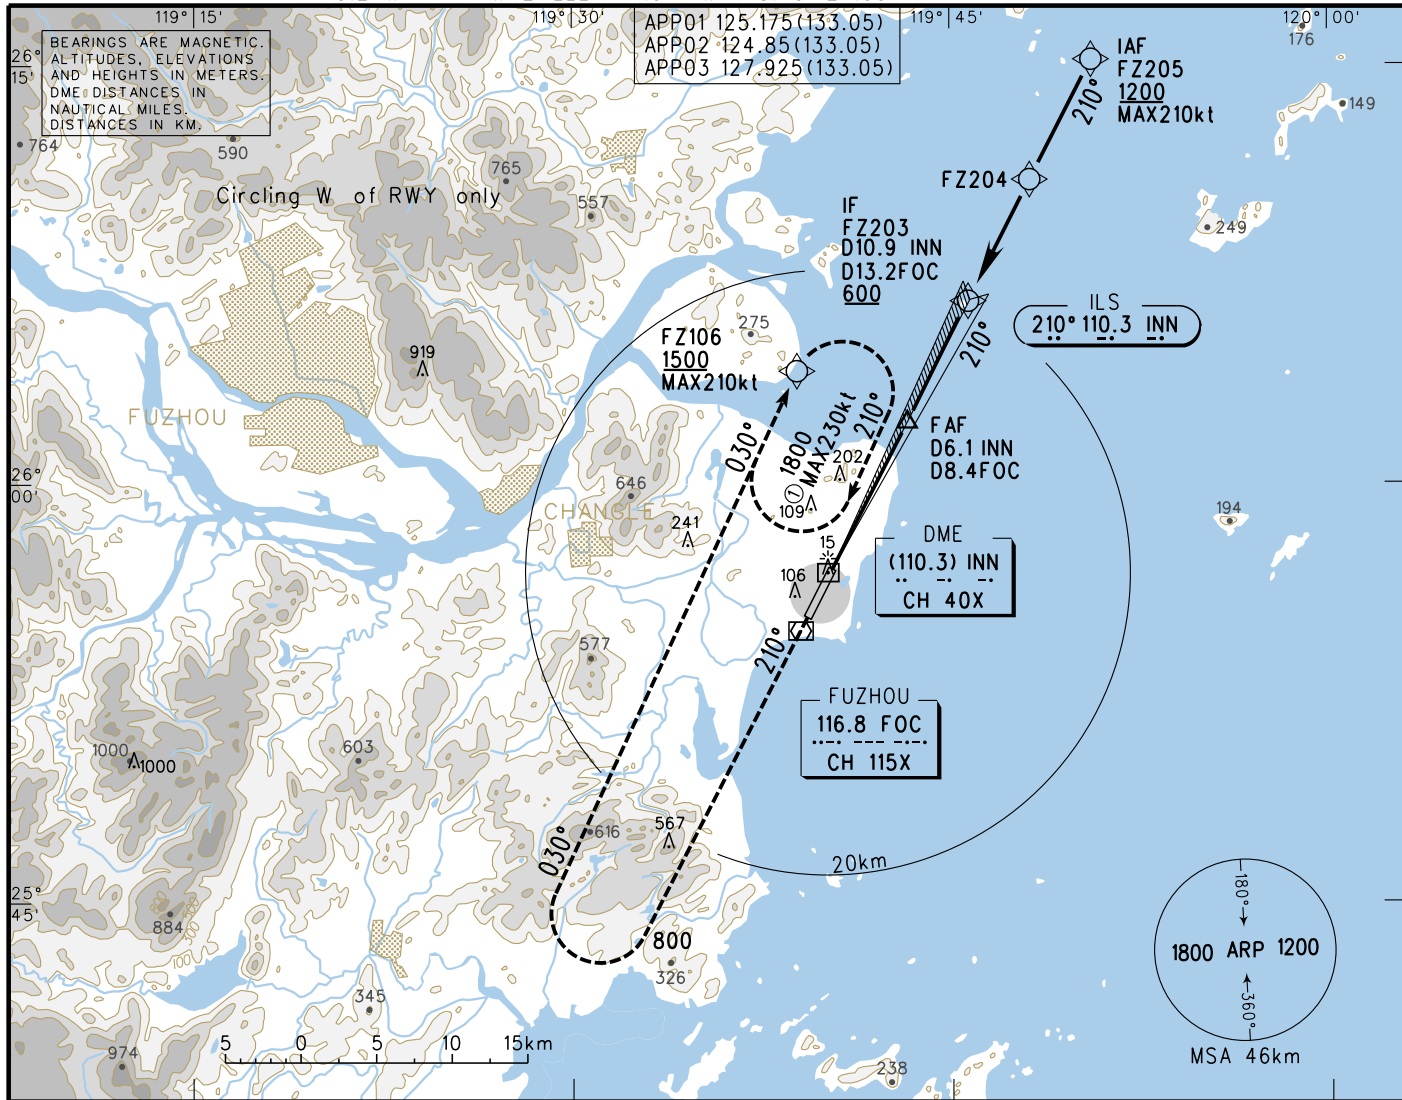 119°15'
119°30'
119°45'
120°00'
BEARINGS ARE MAGNETIC.
ALTITUDES, ELEVATIONS
AND HEIGHTS IN METERS.
DME DISTANCES IN
NAUTICAL MILES.
DISTANCES IN KM.
APP01 125.175(133.05)
APP02 124.85(133.05)
APP03 127.925(133.05)
26°
15'
IAF
FZ205
1200
MAX210kt
210°
176
149
764
590
765
557
Circling W of RWY only
FZ204
249
IF
FZ203
D10.9 INN
D13.2FOC
600
ILS
210° 110.3 INN
210°
275
FZ106
1500
MAX210kt
919
FUZHOU
030°
1800
MAX230kt
210°
①
202
109
FAF
D6.1 INN
D8.4FOC
26°
00'
646
CHANGLE
241
194
15
106
DME
(110.3) INN
CH 40X
210°
577
FUZHOU
116.8 FOC
CH 115X
1000
1000
603
616
567
030°
20km
25°
45'
884
100
300
800
326
180°
1800 ARP 1200
360°
MSA 46km
345
5 0 5 10 15km
974
238